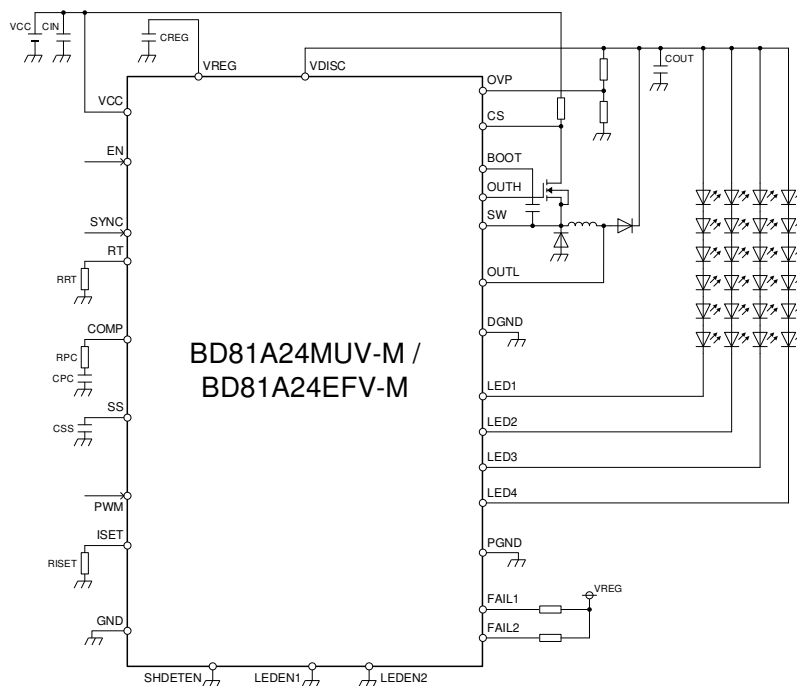 VCC CIN
CREG
COUT
VREG
VDISC
OVP
VCC
CS
EN
BOOT
OUTH
SYNC
SW
RT
OUTL
RRT
DGND
COMP
BD81A24MUV-M /
BD81A24EFV-M
RPC
CPC
LED1
SS
LED2
CSS
LED3
LED4
PWM
ISET
PGND
RISET
VREG
FAIL1
GND
FAIL2
SHDETEN
LEDEN1
LEDEN2